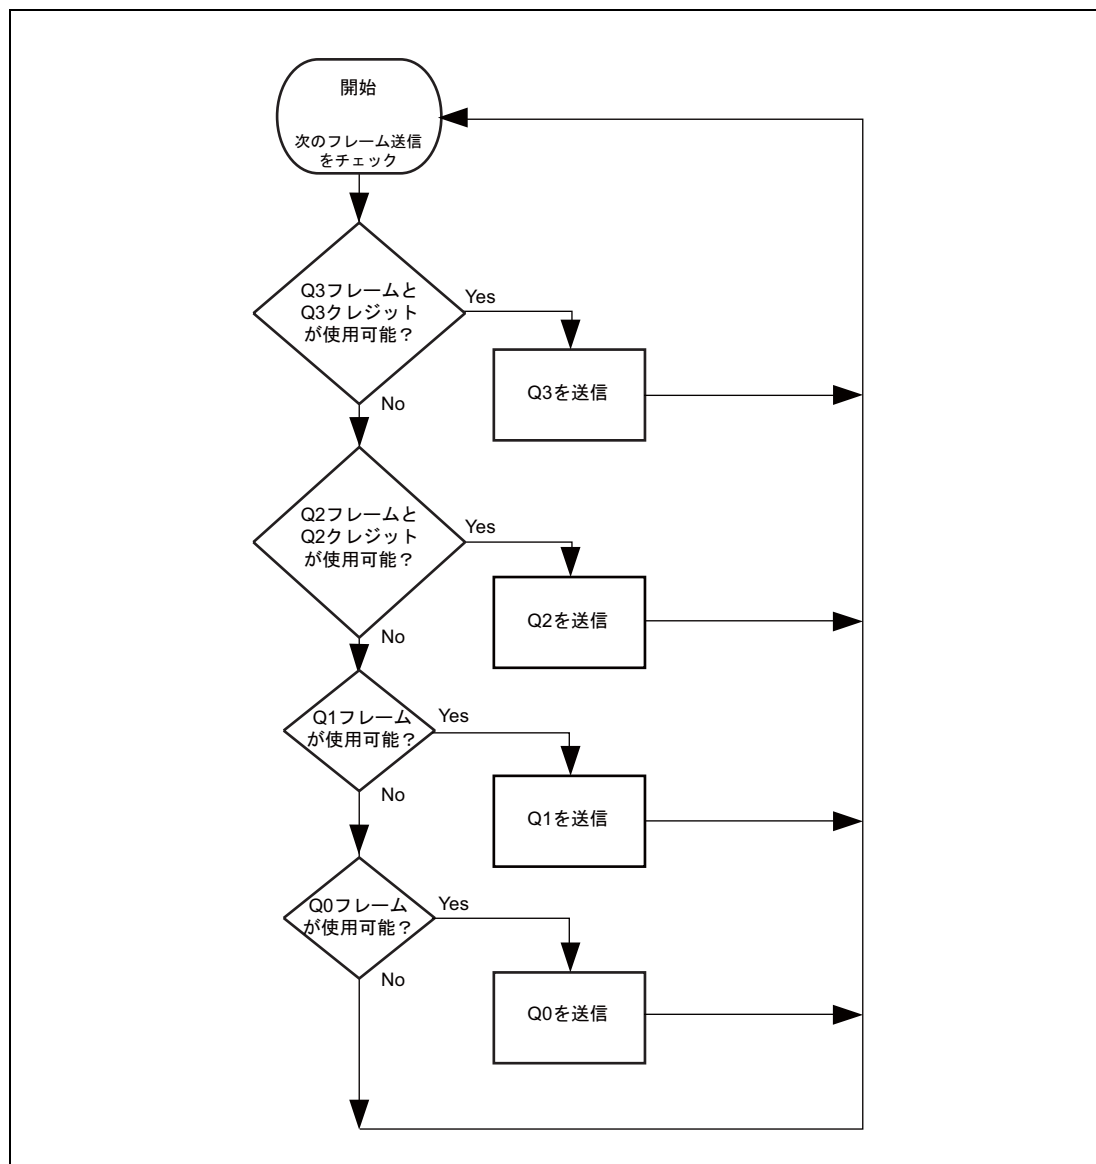 開始
次のフレーム送信
をチェック
Q3フレームと
Q3クレジット
が使用可能？
Yes
Q3を送信
No
Q2フレームと
Q2クレジット
が使用可能？
Yes
Q2を送信
No
Q1フレーム
が使用可能？
Yes
Q1を送信
No
Q0フレーム
が使用可能？
Yes
Q0を送信
No